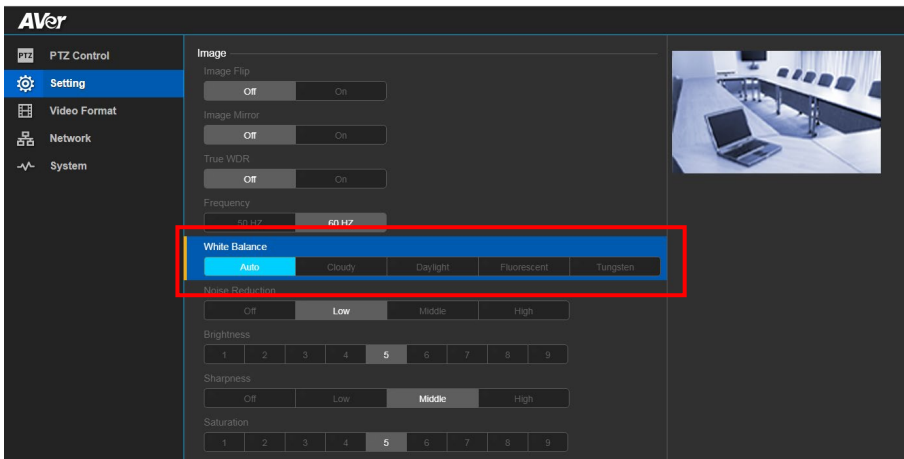 AVer
PTZ PTZ Control
Setting
Video Format
Network
System
Image
Image Flip
Off On
Image Mirror
Off On
True WDR
Off On
Frequency
50 HZ 60 HZ
White Balance
Auto Cloudy Daylight Fluorescent Tungsten
Noise Reduction
Off Low Middle High
Brightness
1 2 3 4 5 6 7 8 9
Sharpness
Off Low Middle High
Saturation
1 2 3 4 5 6 7 8 9